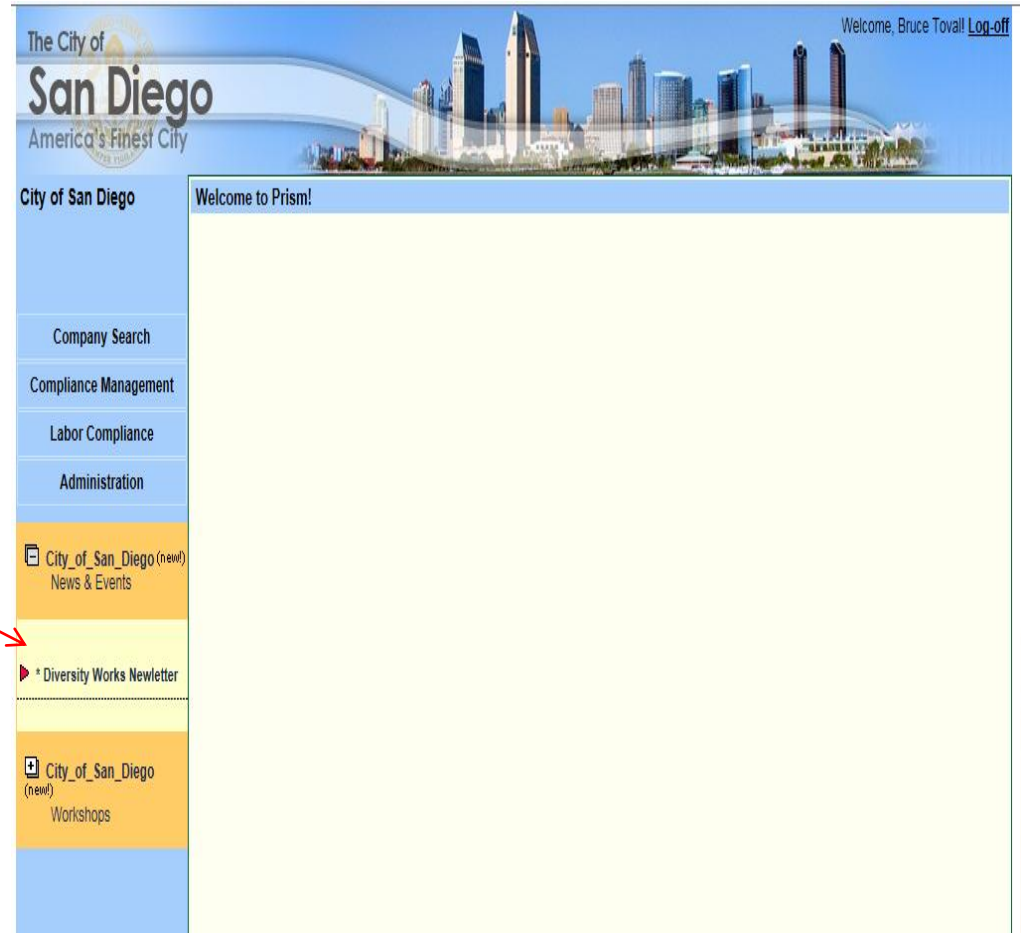 The City of
San Diego
America's Finest City
Welcome, Bruce Tovall! Log-off
City of San Diego
Welcome to Prism!
Company Search
Compliance Management
Labor Compliance
Administration
City_of_San_Diego (new!)
News & Events
* Diversity Works Newletter
City_of_San_Diego
(new!)
Workshops